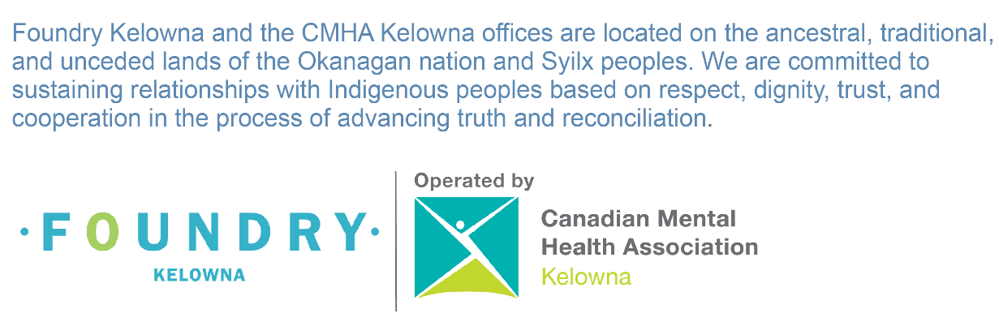 Foundry Kelowna and the CMHA Kelowna offices are located on the ancestral, traditional,
and unceded lands of the Okanagan nation and Syilx peoples. We are committed to
sustaining relationships with Indigenous peoples based on respect, dignity, trust, and
cooperation in the process of advancing truth and reconciliation.
·FOUNDRY·
KELOWNA
Operated by
Canadian Mental
Health Association
Kelowna